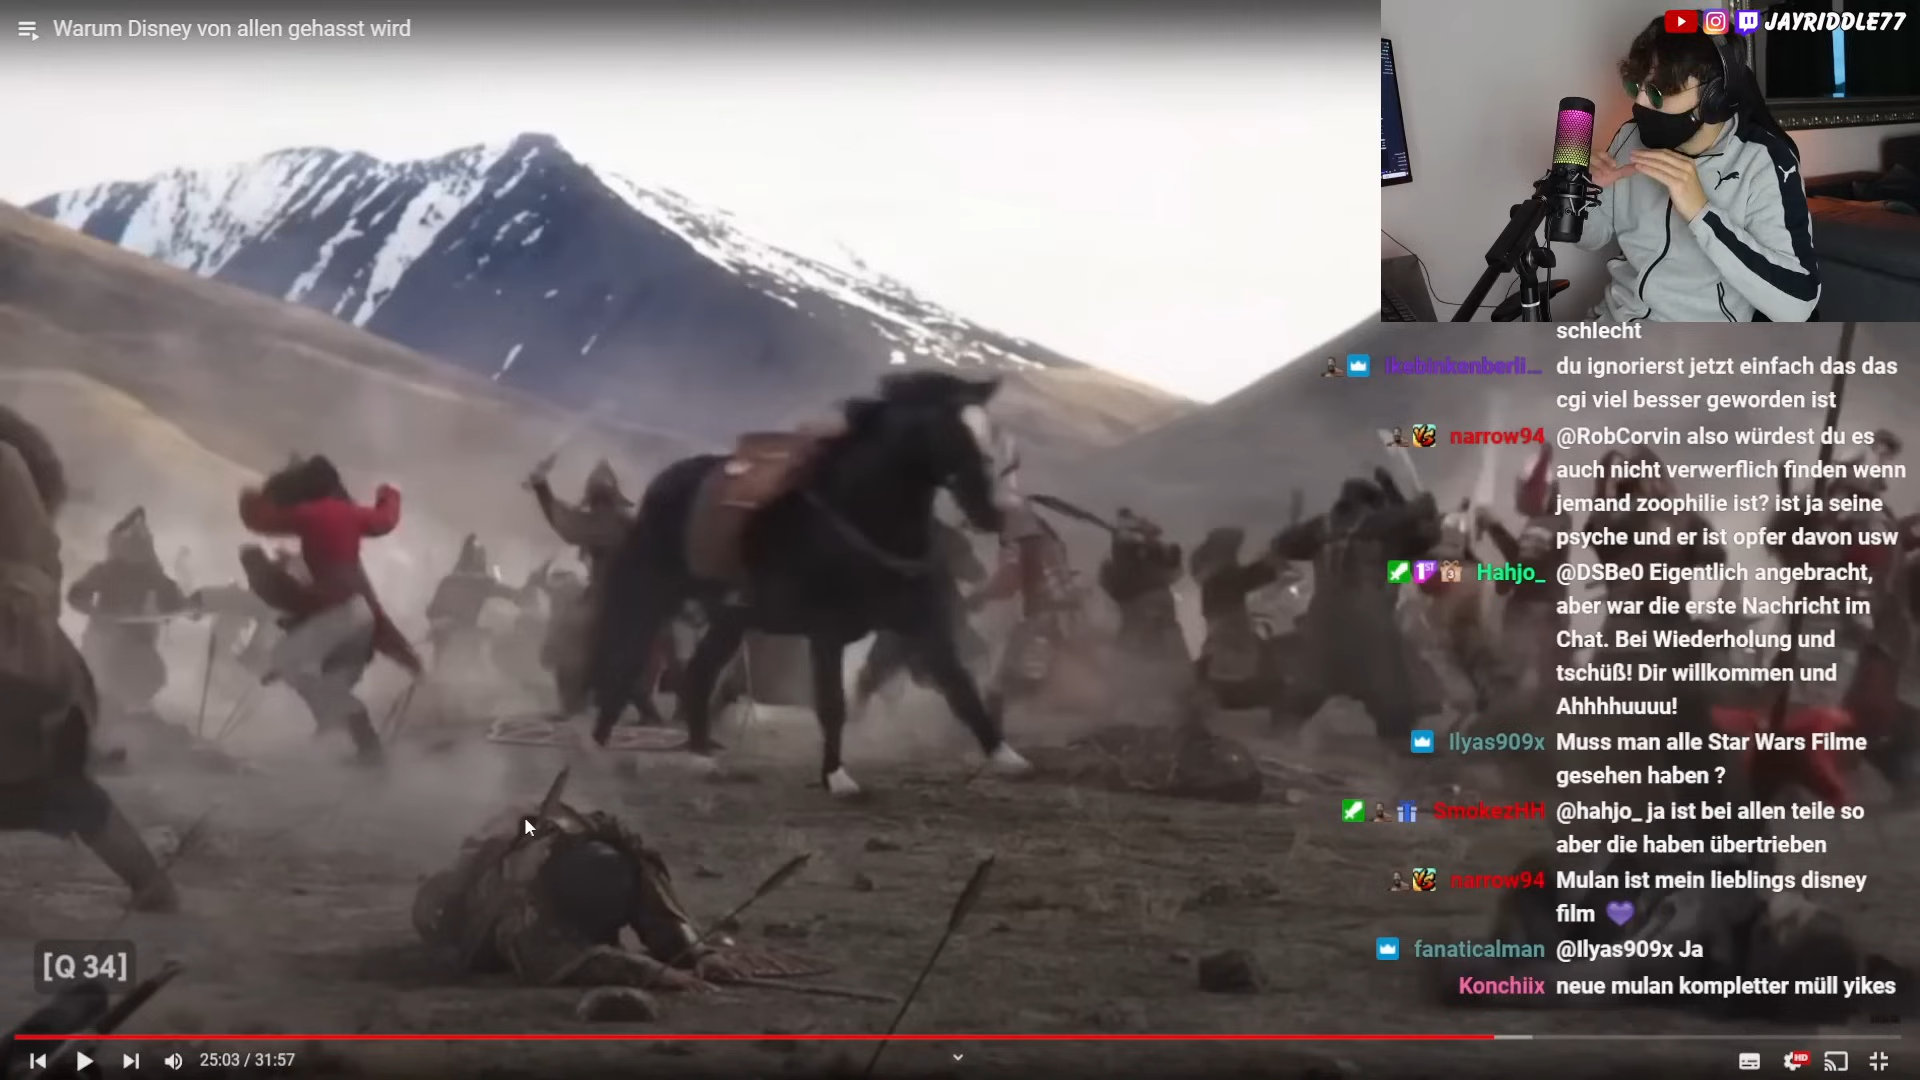 Warum Disney von allen gehasst wird
JAYRIDDLE77
schlecht
ikebinkenberli... du ignorierst jetzt einfach das das
cgi viel besser geworden ist
narrow94 @RobCorvin also würdest du es
auch nicht verwerflich finden wenn
jemand zoophilie ist? ist ja seine
psyche und er ist opfer davon usw
Hahjo_ @DSBe0 Eigentlich angebracht,
aber war die erste Nachricht im
Chat. Bei Wiederholung und
tschüß! Dir willkommen und
Ahhhhuuuu!
Ilyas909x Muss man alle Star Wars Filme
gesehen haben ?
SmokezHH @hahjo_ ja ist bei allen teile so
aber die haben übertrieben
narrow94 Mulan ist mein lieblings disney
film 💜
fanaticalman @Ilyas909x Ja
Konchiix neue mulan kompletter müll yikes
[Q 34]
25:03 / 31:57
HD